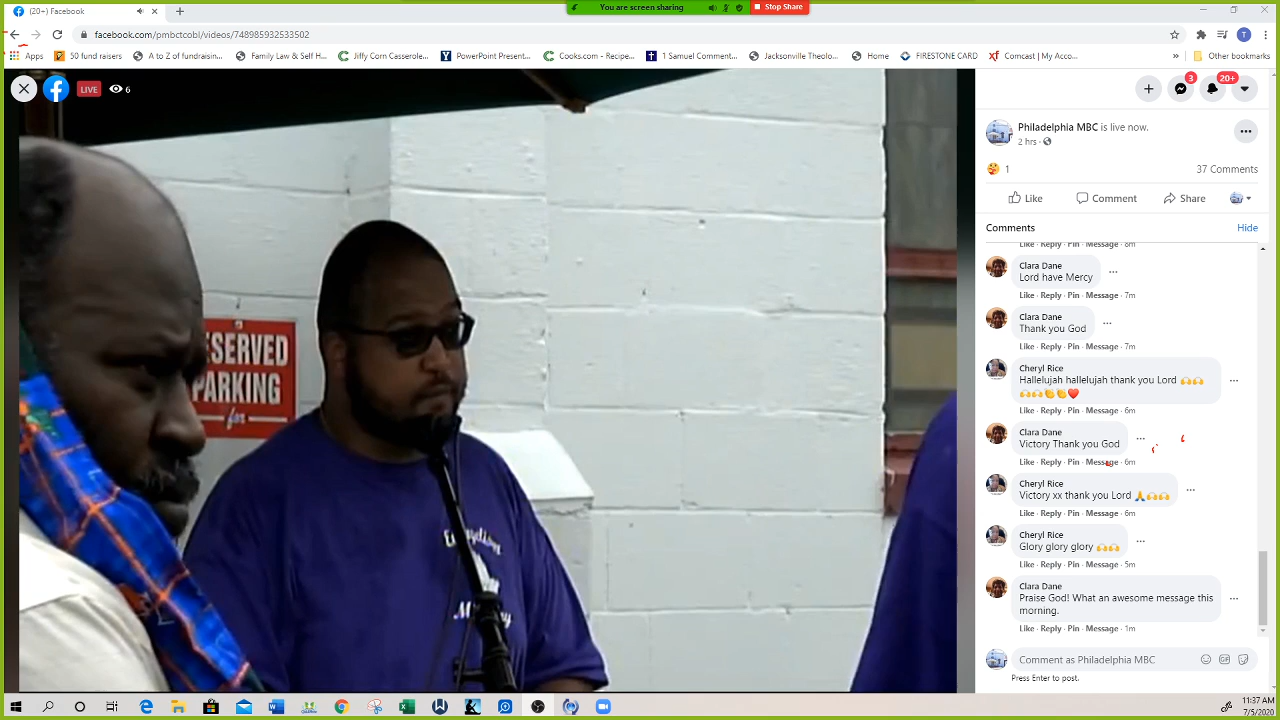 You are screen sharing
Stop Share
(20+) Facebook
facebook.com/pmbctcobl/videos/748985932533502
Apps
50 fund raisers
A to Z of fundraisin...
Family Law & Self H...
Jiffy Corn Casserole...
PowerPoint Present...
Cooks.com - Recipe...
1 Samuel Comment...
Jacksonville Theolo...
Home
FIRESTONE CARD
Comcast | My Acco...
»
Other bookmarks
LIVE
6
3
20+
Philadelphia MBC is live now.
2 hrs ·
1
37 Comments
Like
Comment
Share
Comments
Hide
Like · Reply · Pin · Message · 8m
Clara Dane
Lord have Mercy
Like · Reply · Pin · Message · 7m
Clara Dane
Thank you God
Like · Reply · Pin · Message · 7m
Cheryl Rice
Hallelujah hallelujah thank you Lord 🙌🙌
🙌🙌👏👏❤️
Like · Reply · Pin · Message · 6m
Clara Dane
Victory Thank you God
Like · Reply · Pin · Message · 6m
Cheryl Rice
Victory xx thank you Lord 🙏🙌🙌
Like · Reply · Pin · Message · 6m
Cheryl Rice
Glory glory glory 🙌🙌
Like · Reply · Pin · Message · 5m
Clara Dane
Praise God! What an awesome message this
morning.
Like · Reply · Pin · Message · 1m
Comment as Philadelphia MBC
GIF
Press Enter to post.
ESERVED
PARKING
for
11:37 AM
7/5/2020